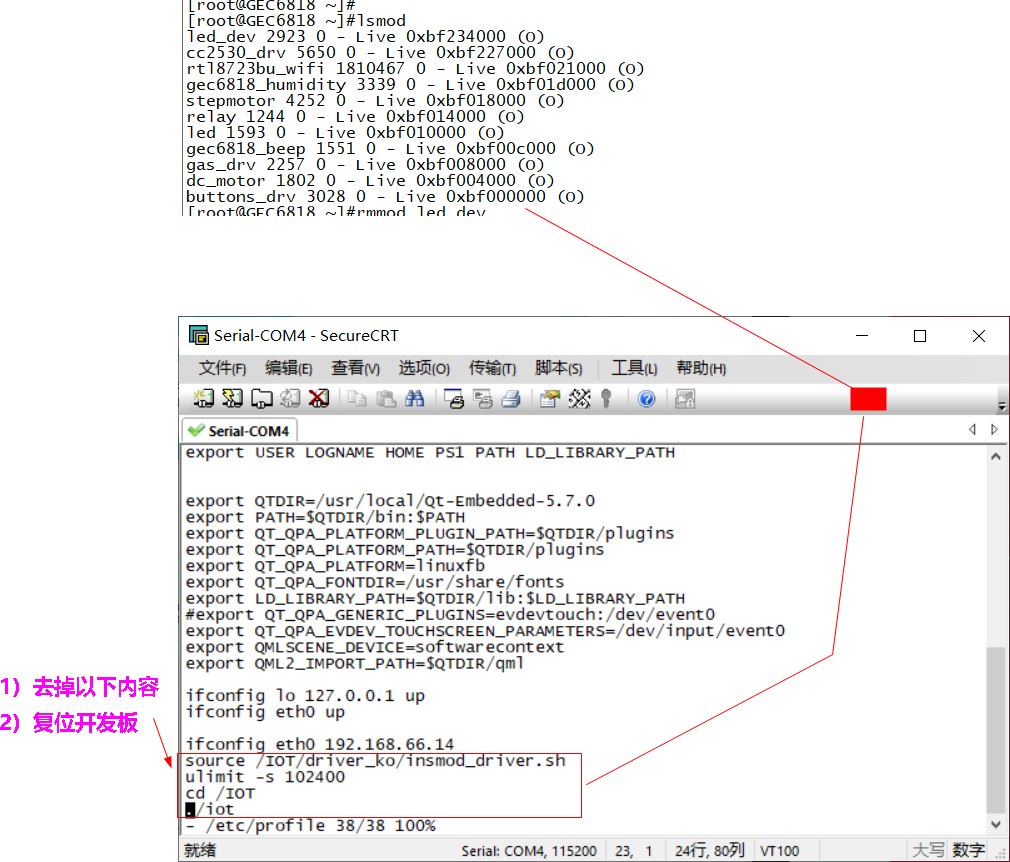 [root@GEC6818 ~]#
[root@GEC6818 ~]#lsmod
led_dev 2923 0 - Live 0xbf234000 (O)
cc2530_drv 5650 0 - Live 0xbf227000 (O)
rtl8723bu_wifi 1810467 0 - Live 0xbf021000 (O)
gec6818_humidity 3339 0 - Live 0xbf01d000 (O)
stepmotor 4252 0 - Live 0xbf018000 (O)
relay 1244 0 - Live 0xbf014000 (O)
led 1593 0 - Live 0xbf010000 (O)
gec6818_beep 1551 0 - Live 0xbf00c000 (O)
gas_drv 2257 0 - Live 0xbf008000 (O)
dc_motor 1802 0 - Live 0xbf004000 (O)
buttons_drv 3028 0 - Live 0xbf000000 (O)
[root@GEC6818 ~]#rmmod led_dev
Serial-COM4 - SecureCRT
文件(F) 编辑(E) 查看(V) 选项(O) 传输(T) 脚本(S) 工具(L) 帮助(H)
Serial-COM4
export USER LOGNAME HOME PS1 PATH LD_LIBRARY_PATH
export QTDIR=/usr/local/Qt-Embedded-5.7.0
export PATH=$QTDIR/bin:$PATH
export QT_QPA_PLATFORM_PLUGIN_PATH=$QTDIR/plugins
export QT_QPA_PLATFORM_PATH=$QTDIR/plugins
export QT_QPA_PLATFORM=linuxfb
export QT_QPA_FONTDIR=/usr/share/fonts
export LD_LIBRARY_PATH=$QTDIR/lib:$LD_LIBRARY_PATH
#export QT_QPA_GENERIC_PLUGINS=evdevtouch:/dev/event0
export QT_QPA_EVDEV_TOUCHSCREEN_PARAMETERS=/dev/input/event0
export QMLSCENE_DEVICE=softwarecontext
export QML2_IMPORT_PATH=$QTDIR/qml
ifconfig lo 127.0.0.1 up
ifconfig eth0 up
ifconfig eth0 192.168.66.14
source /IOT/driver_ko/insmod_driver.sh
ulimit -s 102400
cd /IOT
./iot
- /etc/profile 38/38 100%
1）去掉以下内容
2）复位开发板
就绪 Serial: COM4, 115200 23, 1 24行, 80列 VT100 大写 数字